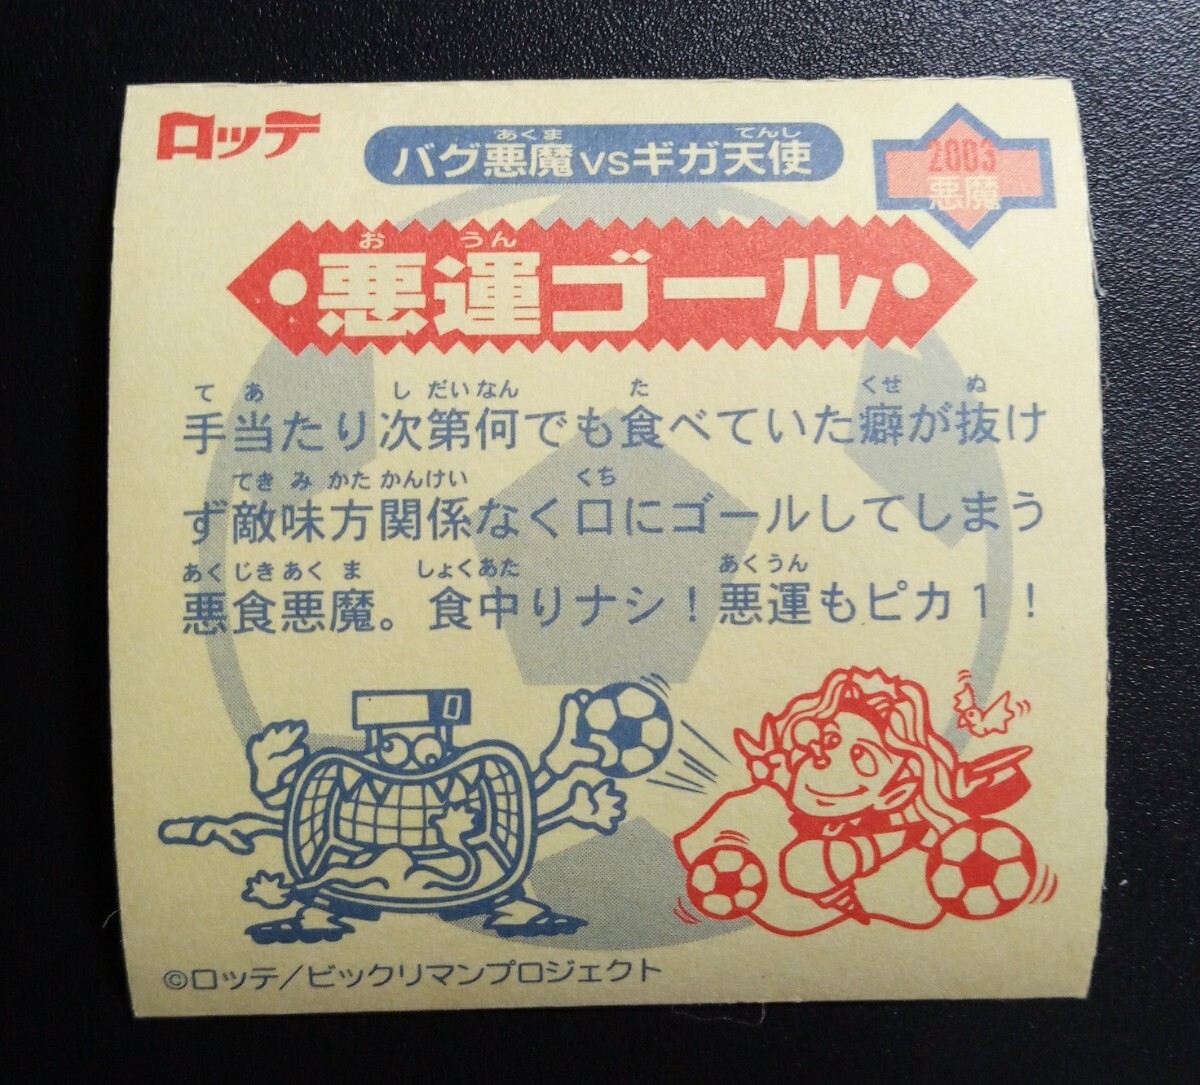 ロッテ
あくま てんし
バグ悪魔vsギガ天使
2003
悪魔
お うん
悪運ゴール
て あ し だいなん た くせ ぬ
手当たり次第何でも食べていた癖が抜け
てき み かた かんけい くち
ず敵味方関係なく口にゴールしてしまう
あく じき あく ま しょくあた あくうん
悪食悪魔。食中りナシ！悪運もピカ１！
©ロッテ/ビックリマンプロジェクト